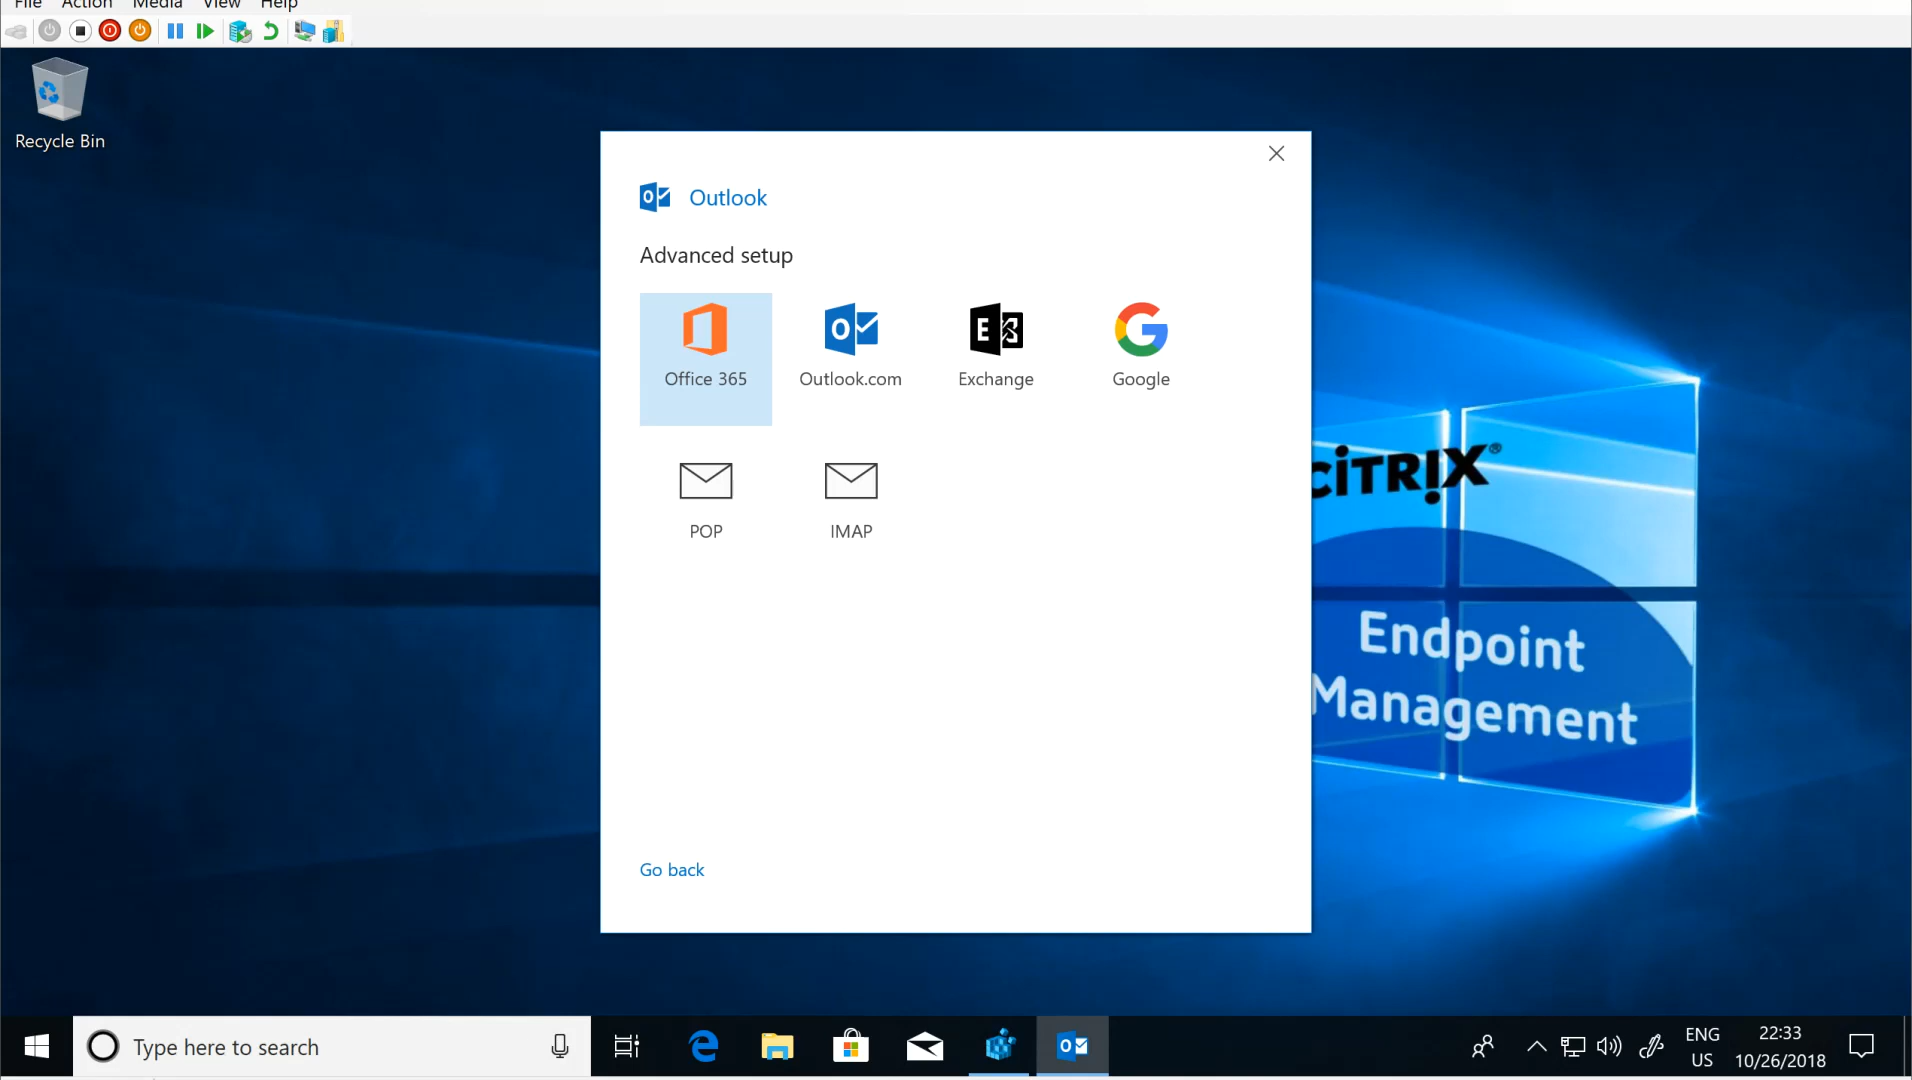 File Action Media View Help
Recycle Bin
Outlook
Advanced setup
Office 365
Outlook.com
Exchange
Google
POP
IMAP
Go back
CiTRIX®
Endpoint
Management
Type here to search
ENG
US
22:33
10/26/2018